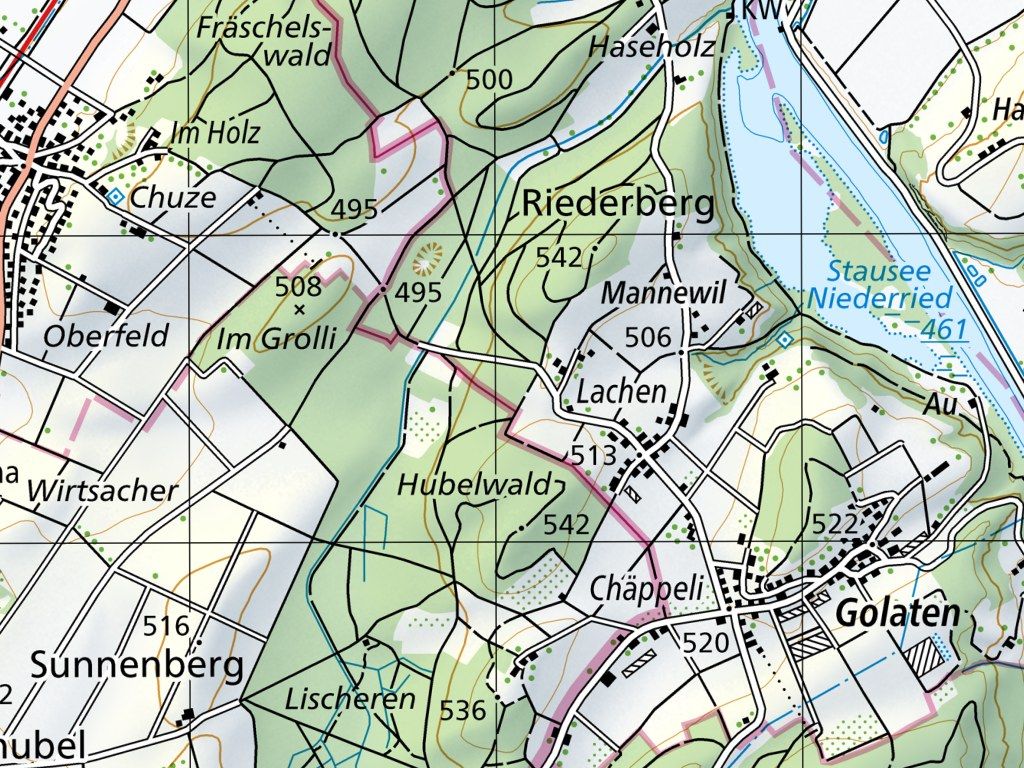 KW
Fräschels-
wald
Haseholz
500
Im Holz
Chuze
495
Riederberg
542
Stausee
Niederried
461
508
495
Mannewil
506
Oberfeld
Im Grolli
Lachen
Au
513
Wirtsacher
Hubelwald
542
522
Chäppeli
Golaten
516
520
Sunnenberg
Lischeren
536